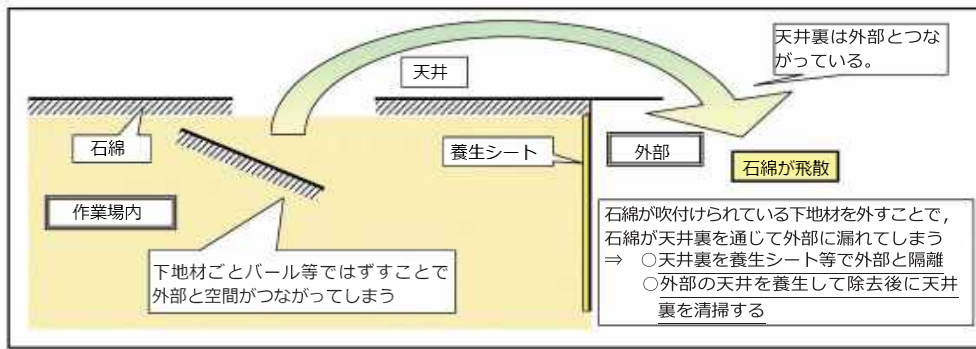 天井裏は外部とつな
がっている。
天井
石綿
養生シート
外部
石綿が飛散
作業場内
下地材ごとバール等ではずすことで
外部と空間がつながってしまう
石綿が吹付けられている下地材を外すことで，
石綿が天井裏を通じて外部に漏れてしまう
⇒　○天井裏を養生シート等で外部と隔離
○外部の天井を養生して除去後に天井
裏を清掃する